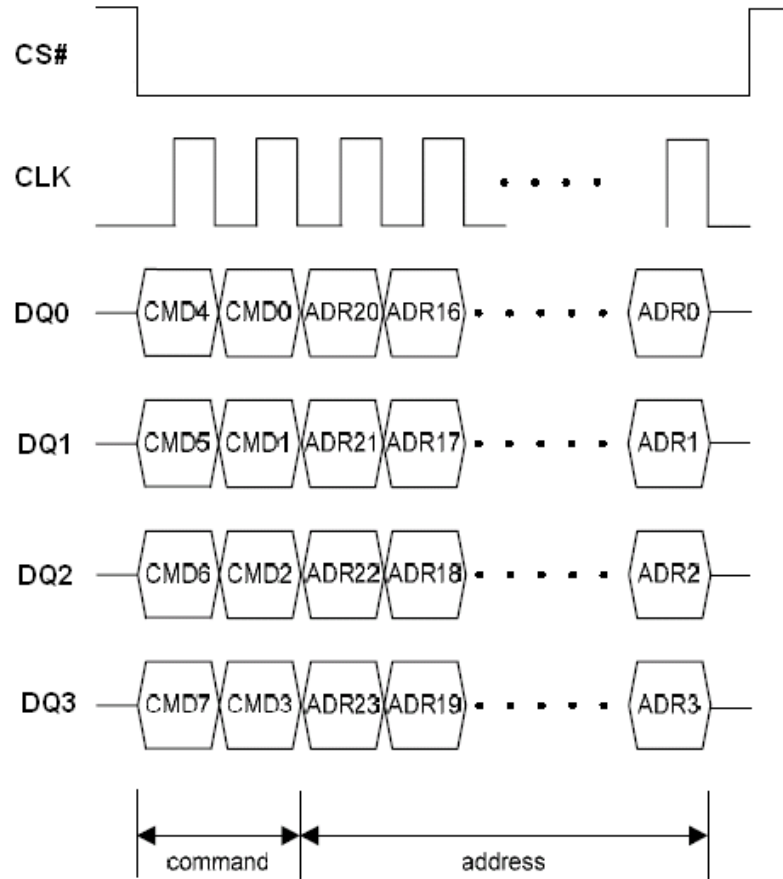 CS#
CLK
DQ0 CMD4 CMD0 ADR20 ADR16 ADR0
DQ1 CMD5 CMD1 ADR21 ADR17 ADR1
DQ2 CMD6 CMD2 ADR22 ADR18 ADR2
DQ3 CMD7 CMD3 ADR23 ADR19 ADR3
command address